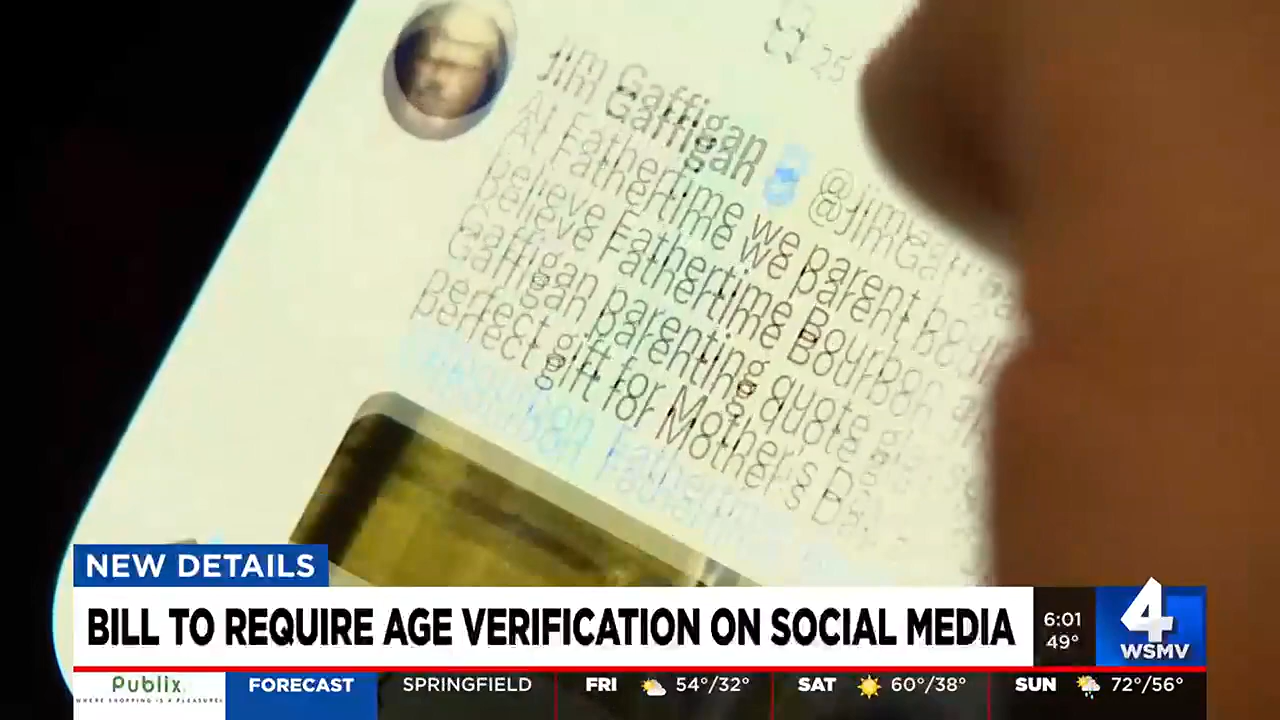 25
Jim Gaffigan
At Fathertime we parent
believe Fathertime Bourbon
Gaffigan parenting quote
perfect gift for Mother's
NEW DETAILS
BILL TO REQUIRE AGE VERIFICATION ON SOCIAL MEDIA
6:01
49°
4
WSMV
Publix.
WHERE SHOPPING IS A PLEASURE
FORECAST
SPRINGFIELD
FRI 54°/32°
SAT 60°/38°
SUN 72°/56°